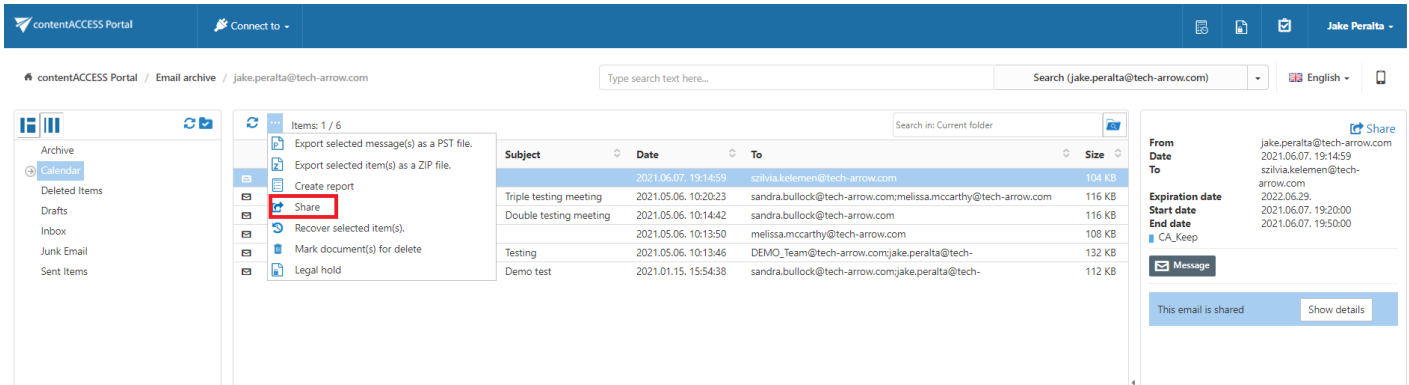 contentACCESS Portal
Connect to
Jake Peralta
contentACCESS Portal / Email archive / jake.peralta@tech-arrow.com
Type search text here...
Search (jake.peralta@tech-arrow.com)
English
Archive
Calendar
Deleted Items
Drafts
Inbox
Junk Email
Sent Items
Items: 1 / 6
Search in: Current folder
Export selected message(s) as a PST file.
Export selected item(s) as a ZIP file.
Create report
Share
Recover selected item(s).
Mark document(s) for delete
Legal hold
Subject Date To Size
2021.06.07. 19:14:59 szilvia.kelemen@tech-arrow.com 104 KB
Triple testing meeting 2021.05.06. 10:20:23 sandra.bullock@tech-arrow.com;melissa.mccarthy@tech-arrow.com 116 KB
Double testing meeting 2021.05.06. 10:14:42 sandra.bullock@tech-arrow.com 116 KB
2021.05.06. 10:13:50 melissa.mccarthy@tech-arrow.com 108 KB
Testing 2021.05.06. 10:13:46 DEMO_Team@tech-arrow.com;jake.peralta@tech- 132 KB
Demo test 2021.01.15. 15:54:38 sandra.bullock@tech-arrow.com;jake.peralta@tech- 112 KB
Share
From jake.peralta@tech-arrow.com
Date 2021.06.07. 19:14:59
To szilvia.kelemen@tech-
arrow.com
Expiration date 2022.06.29.
Start date 2021.06.07. 19:20:00
End date 2021.06.07. 19:50:00
CA_Keep
Message
This email is shared
Show details